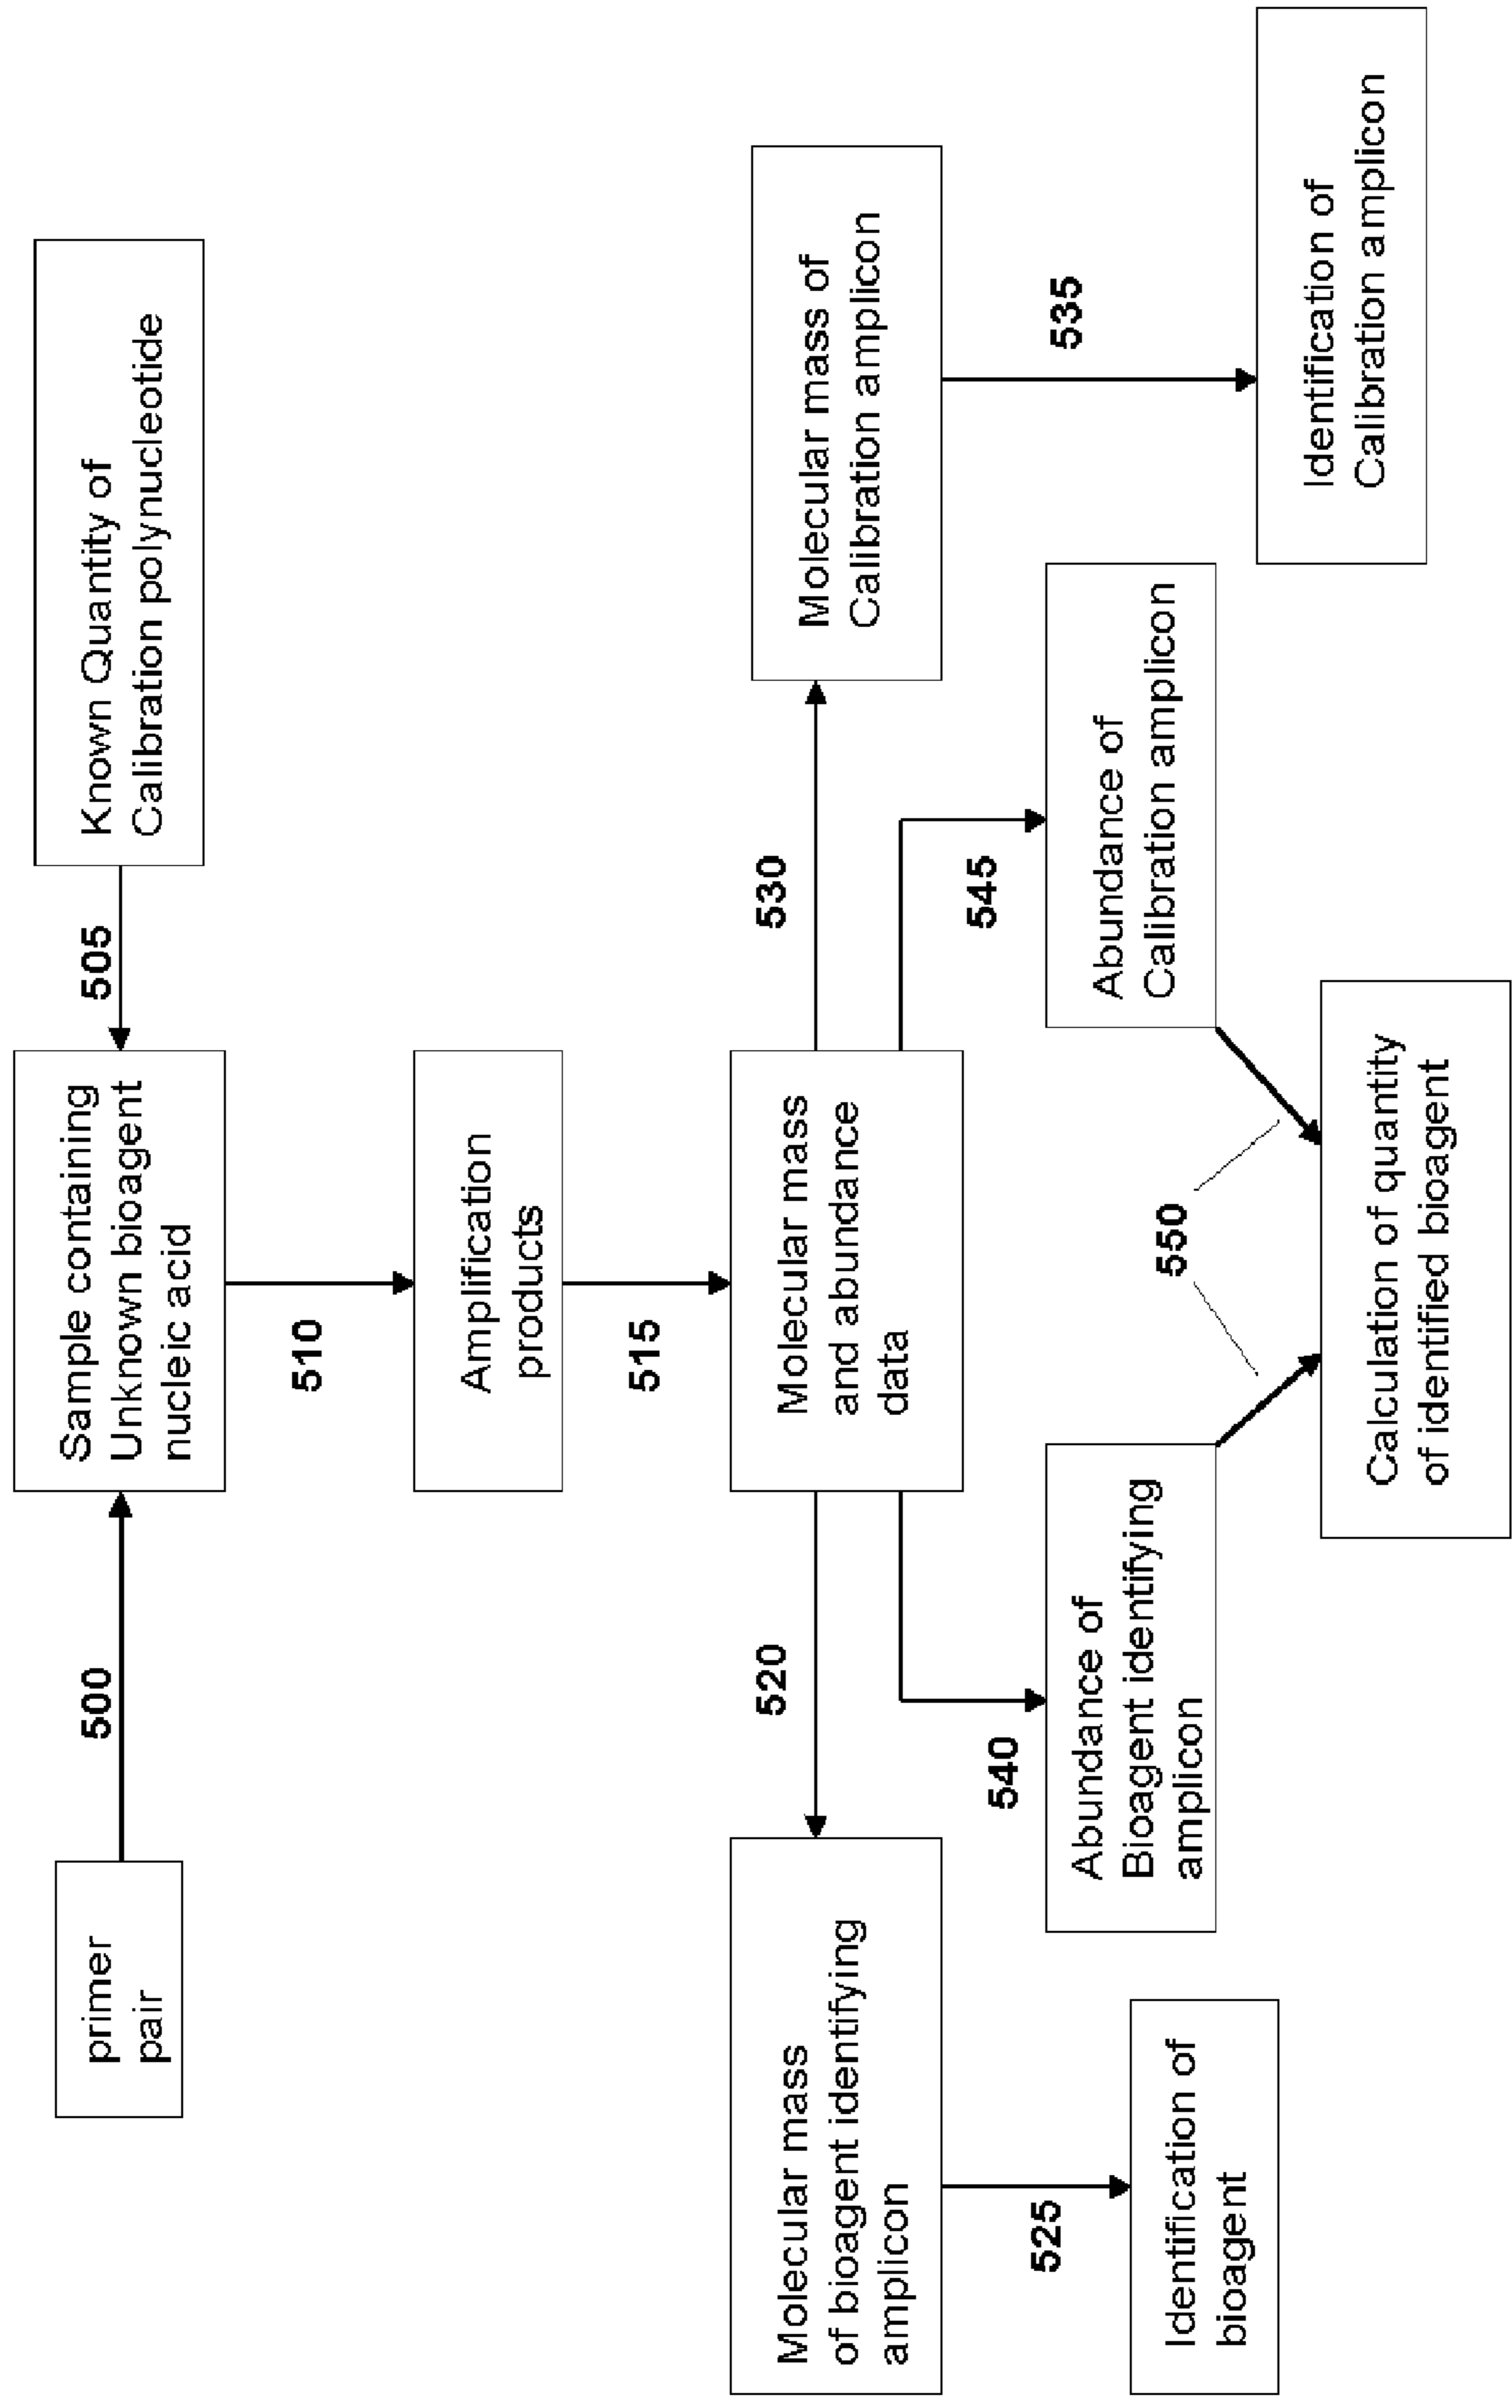 primer
pair
500
Sample containing
Unknown bioagent
nucleic acid
505
Known Quantity of
Calibration polynucleotide
510
Amplification
products
515
Molecular mass
and abundance
data
520
Molecular mass
of bioagent identifying
amplicon
525
Identification of
bioagent
530
Molecular mass of
Calibration amplicon
535
Identification of
Calibration amplicon
540
Abundance of
Bioagent identifying
amplicon
545
Abundance of
Calibration amplicon
550
Calculation of quantity
of identified bioagent